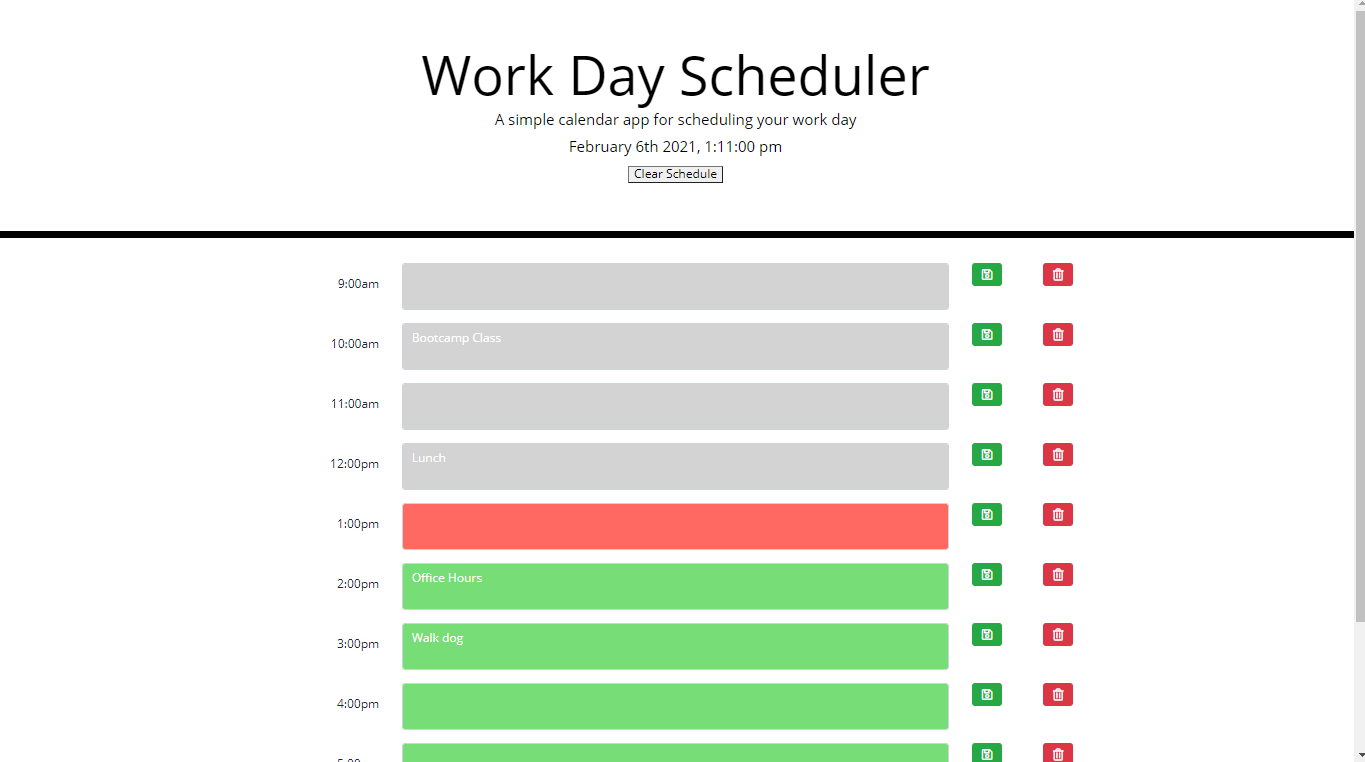 Work Day Scheduler
A simple calendar app for scheduling your work day
February 6th 2021, 1:11:00 pm
Clear Schedule
9:00am
10:00am Bootcamp Class
11:00am
12:00pm Lunch
1:00pm
2:00pm Office Hours
3:00pm Walk dog
4:00pm